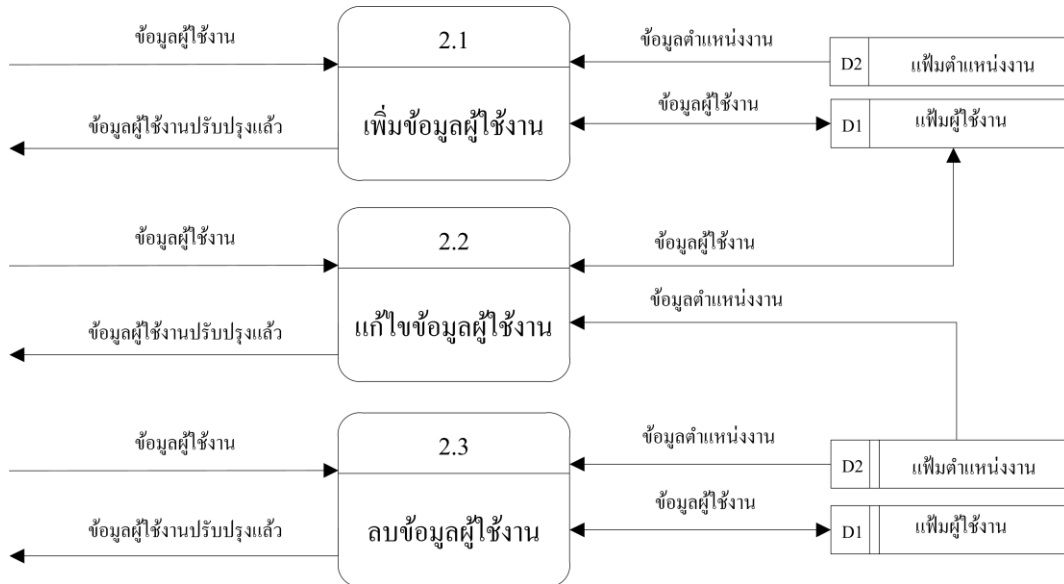 ข้อมูลผู้ใช้งาน
2.1
ข้อมูลตำแหน่งงาน
D2
แฟ้มตำแหน่งงาน
ข้อมูลผู้ใช้งานปรับปรุงแล้ว
เพิ่มข้อมูลผู้ใช้งาน
ข้อมูลผู้ใช้งาน
D1
แฟ้มผู้ใช้งาน
ข้อมูลผู้ใช้งาน
2.2
ข้อมูลผู้ใช้งาน
ข้อมูลตำแหน่งงาน
ข้อมูลผู้ใช้งานปรับปรุงแล้ว
แก้ไขข้อมูลผู้ใช้งาน
ข้อมูลผู้ใช้งาน
2.3
ข้อมูลตำแหน่งงาน
D2
แฟ้มตำแหน่งงาน
ข้อมูลผู้ใช้งานปรับปรุงแล้ว
ลบข้อมูลผู้ใช้งาน
ข้อมูลผู้ใช้งาน
D1
แฟ้มผู้ใช้งาน